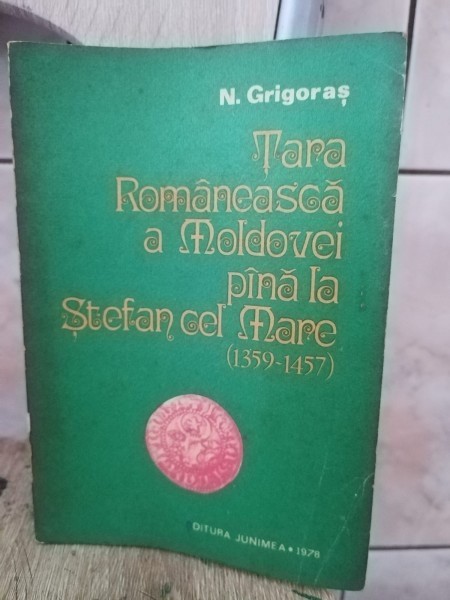 N. Grigoraș
Țara
Românească
a Moldovei
pînă la
Ștefan cel Mare
(1359-1457)
DITURA JUNIMEA • 1978